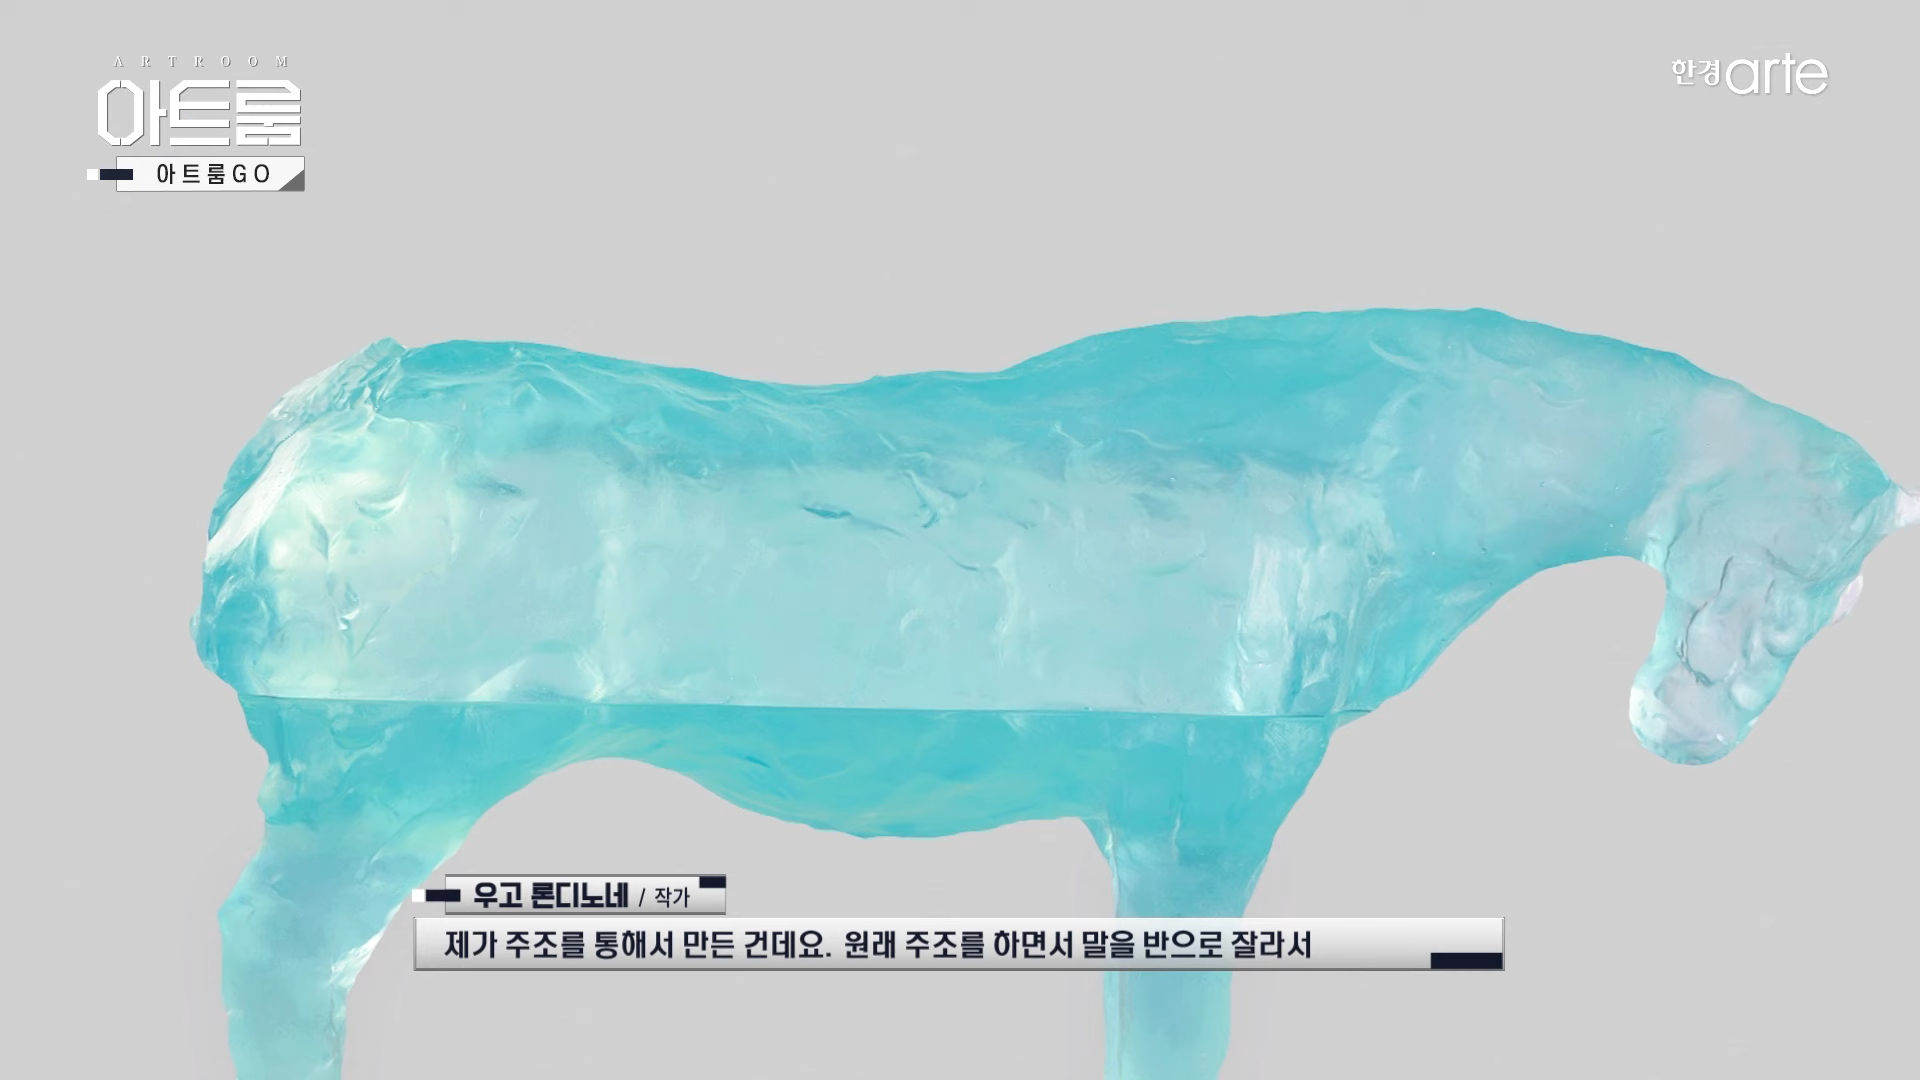 ARTROOM
아트룸
아트룸GO
한경arte
우고 론디노네 / 작가
제가 주조를 통해서 만든 건데요. 원래 주조를 하면서 말을 반으로 잘라서